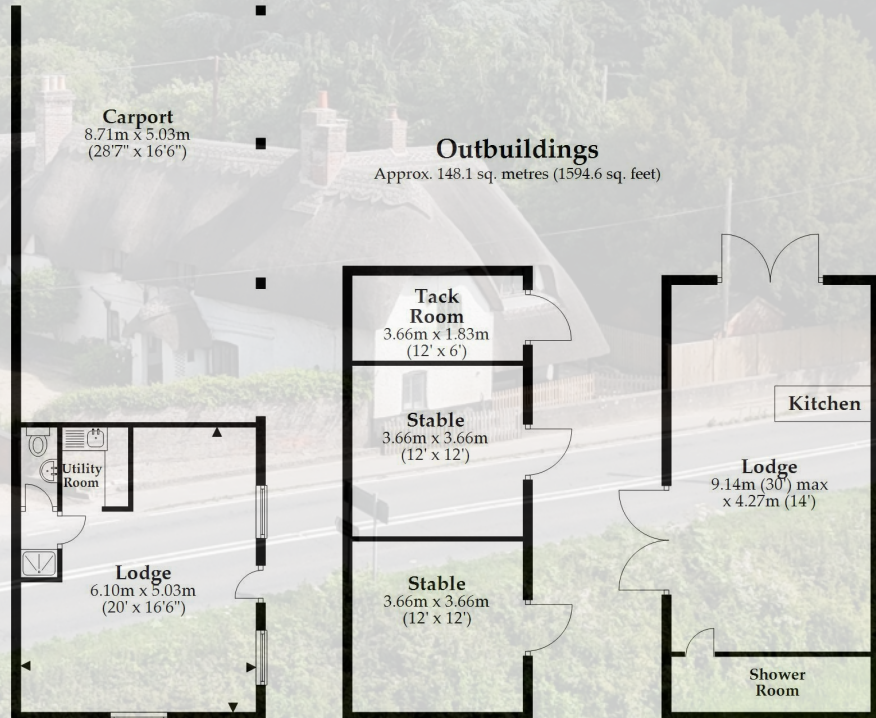 Carport
8.71m x 5.03m
(28'7" x 16'6")
Outbuildings
Approx. 148.1 sq. metres (1594.6 sq. feet)
Tack
Room
3.66m x 1.83m
(12' x 6')
Stable
3.66m x 3.66m
(12' x 12')
Kitchen
Utility
Room
Lodge
9.14m (30') max
x 4.27m (14')
Lodge
6.10m x 5.03m
(20' x 16'6")
Stable
3.66m x 3.66m
(12' x 12')
Shower
Room